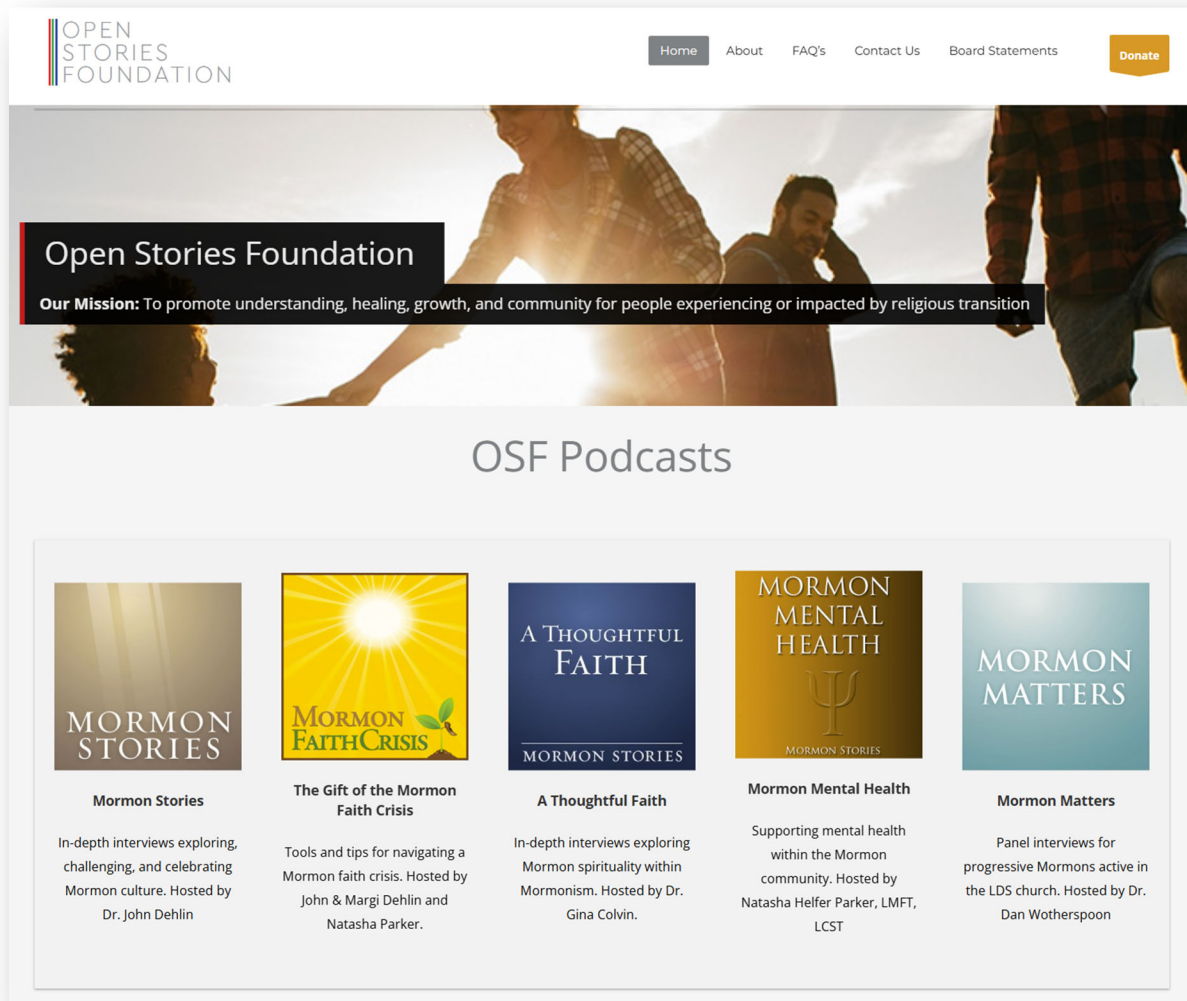 OPEN
STORIES
FOUNDATION
Home
About
FAQ's
Contact Us
Board Statements
Donate
Open Stories Foundation
Our Mission: To promote understanding, healing, growth, and community for people experiencing or impacted by religious transition
OSF Podcasts
MORMON
STORIES
Mormon Stories
In-depth interviews exploring,
challenging, and celebrating
Mormon culture. Hosted by
Dr. John Dehlin
MORMON
FAITH CRISIS
The Gift of the Mormon
Faith Crisis
Tools and tips for navigating a
Mormon faith crisis. Hosted by
John & Margi Dehlin and
Natasha Parker.
A THOUGHTFUL
FAITH
MORMON STORIES
A Thoughtful Faith
In-depth interviews exploring
Mormon spirituality within
Mormonism. Hosted by Dr.
Gina Colvin.
MORMON
MENTAL
HEALTH
Ψ
MORMON STORIES
Mormon Mental Health
Supporting mental health
within the Mormon
community. Hosted by
Natasha Helfer Parker, LMFT,
LCST
MORMON
MATTERS
Mormon Matters
Panel interviews for
progressive Mormons active in
the LDS church. Hosted by Dr.
Dan Wotherspoon